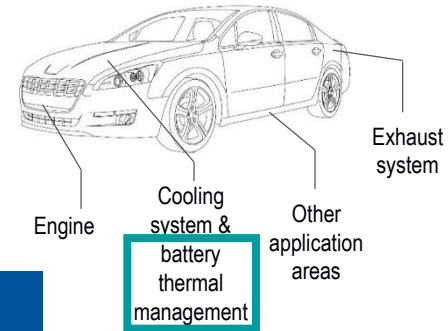 Engine
Cooling
system &
battery
thermal
management
Other
application
areas
Exhaust
system